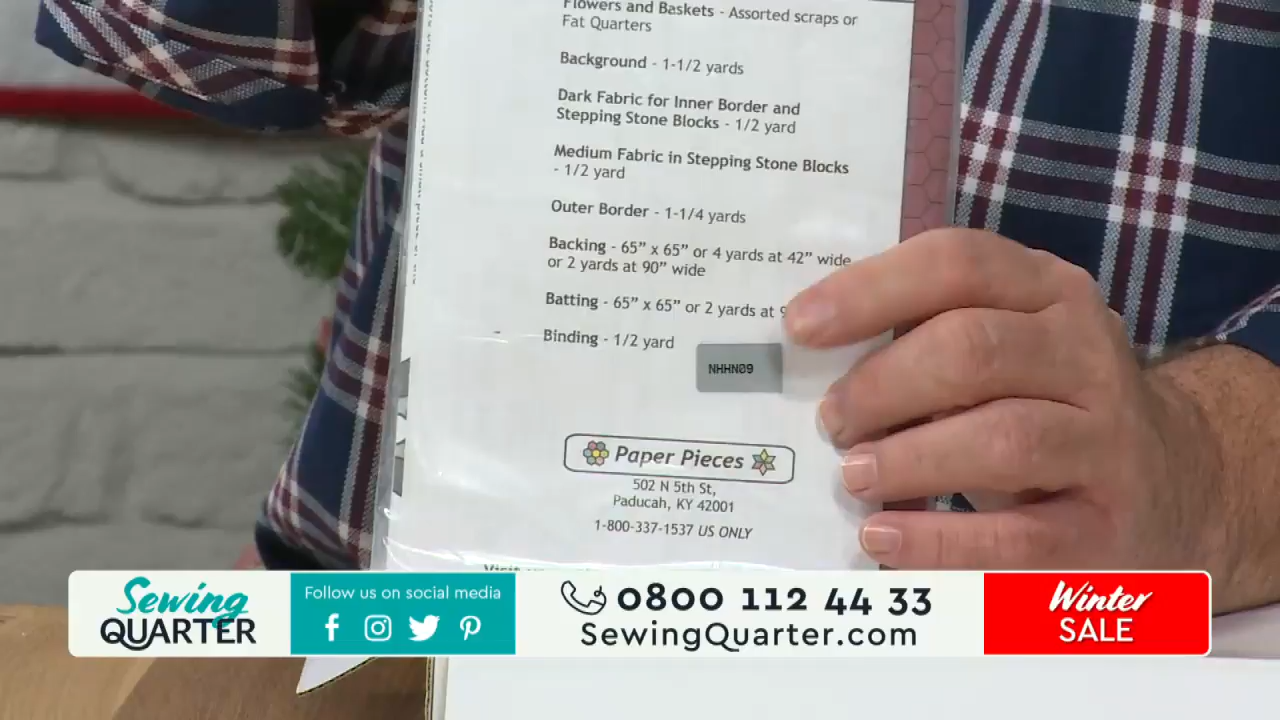 Flowers and Baskets - Assorted scraps or
Fat Quarters
Background - 1-1/2 yards
Dark Fabric for Inner Border and
Stepping Stone Blocks - 1/2 yard
Medium Fabric in Stepping Stone Blocks
- 1/2 yard
Outer Border - 1-1/4 yards
Backing - 65” x 65” or 4 yards at 42” wide
or 2 yards at 90” wide
Batting - 65” x 65” or 2 yards at
Binding - 1/2 yard
NHHN09
Paper Pieces
502 N 5th St,
Paducah, KY 42001
1-800-337-1537 US ONLY
Sewing
QUARTER
Follow us on social media
0800 112 44 33
SewingQuarter.com
Winter
SALE